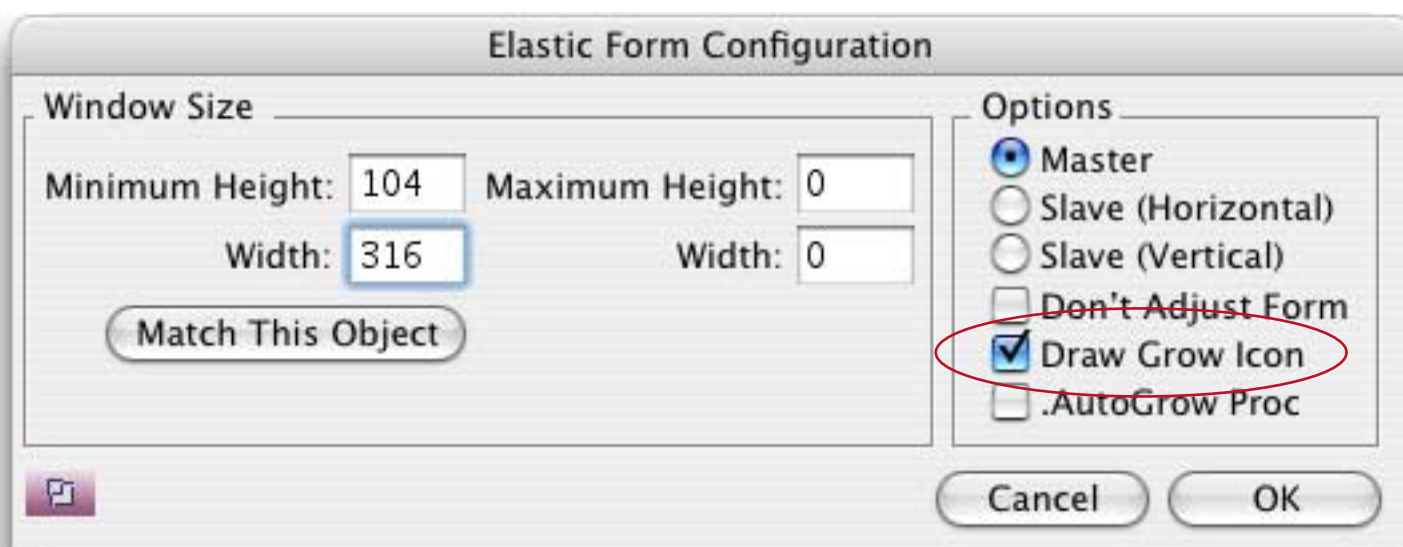 Elastic Form Configuration
Window Size
Minimum Height: 104 Maximum Height: 0
Width: 316 Width: 0
Match This Object
Options
Master
Slave (Horizontal)
Slave (Vertical)
Don't Adjust Form
Draw Grow Icon
.AutoGrow Proc
Cancel OK